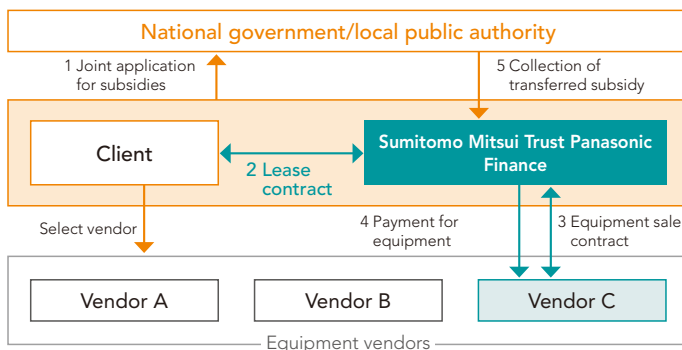 National government/local public authority
1 Joint application
for subsidies
5 Collection of
transferred subsidy
Client
2 Lease
contract
Sumitomo Mitsui Trust Panasonic
Finance
Select vendor
4 Payment for
equipment
3 Equipment sale
contract
Vendor A
Vendor B
Vendor C
Equipment vendors